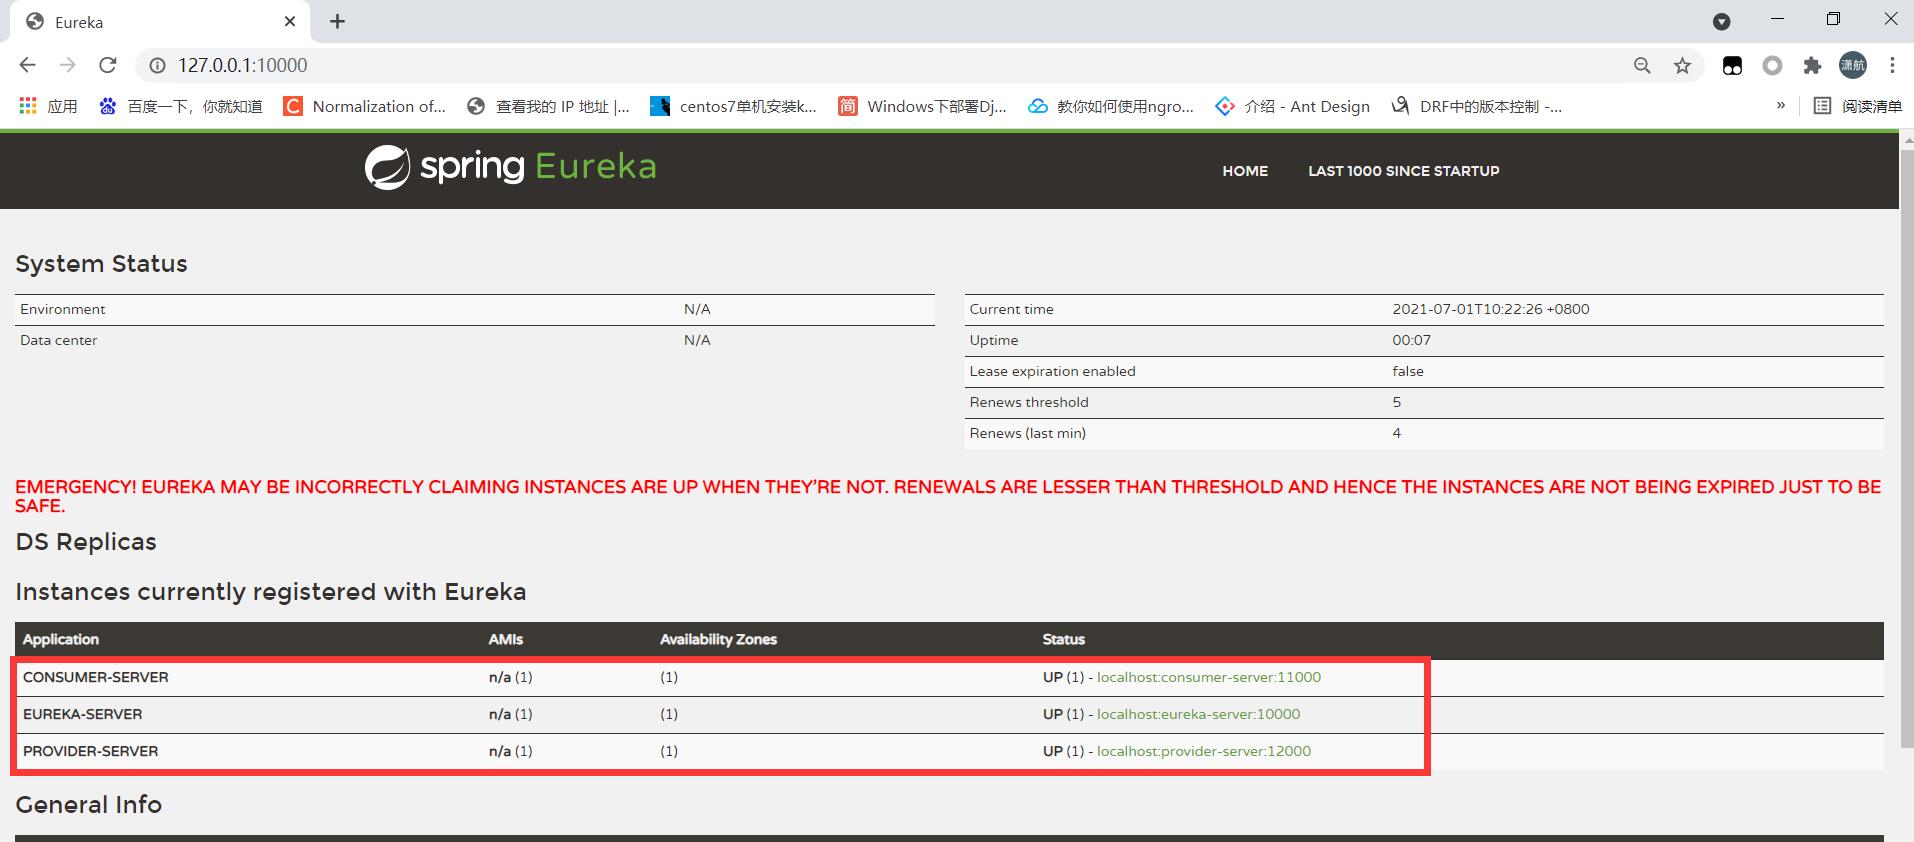 Eureka
127.0.0.1:10000
潇航
应用 百度一下，你就知道 Normalization of... 查看我的 IP 地址 |... centos7单机安装k... 简 Windows下部署Dj... 教你如何使用ngro... 介绍 - Ant Design DRF中的版本控制 -... » 阅读清单
spring Eureka HOME LAST 1000 SINCE STARTUP
System Status
Environment N/A Current time 2021-07-01T10:22:26 +0800
Data center N/A Uptime 00:07
Lease expiration enabled false
Renews threshold 5
Renews (last min) 4
EMERGENCY! EUREKA MAY BE INCORRECTLY CLAIMING INSTANCES ARE UP WHEN THEY'RE NOT. RENEWALS ARE LESSER THAN THRESHOLD AND HENCE THE INSTANCES ARE NOT BEING EXPIRED JUST TO BE
SAFE.
DS Replicas
Instances currently registered with Eureka
Application AMIs Availability Zones Status
CONSUMER-SERVER n/a (1) (1) UP (1) - localhost:consumer-server:11000
EUREKA-SERVER n/a (1) (1) UP (1) - localhost:eureka-server:10000
PROVIDER-SERVER n/a (1) (1) UP (1) - localhost:provider-server:12000
General Info